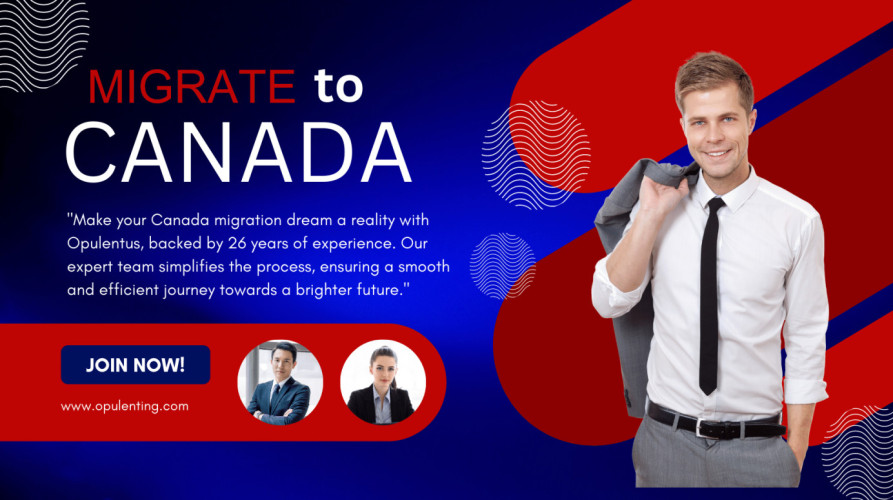 MIGRATE to
CANADA
"Make your Canada migration dream a reality with
Opulentus, backed by 26 years of experience. Our
expert team simplifies the process, ensuring a smooth
and efficient journey towards a brighter future."
JOIN NOW!
www.opulenting.com